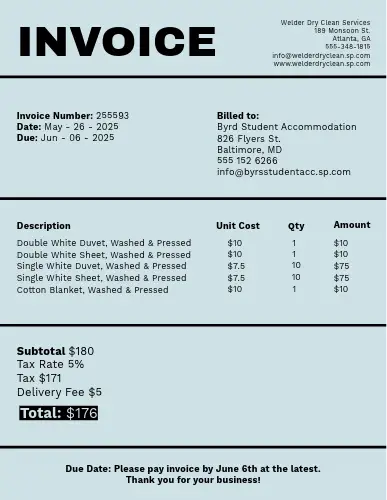 INVOICE
Welder Dry Clean Services
189 Monsoon St.
Atlanta, GA
555-348-1815
info@welderdryclean.sp.com
www.welderdryclean.sp.com
Invoice Number: 255593
Date: May - 26 - 2025
Due: Jun - 06 - 2025
Billed to:
Byrd Student Accommodation
826 Flyers St.
Baltimore, MD
555 152 6266
info@byrsstudentacc.sp.com
Description Unit Cost Qty Amount
Double White Duvet, Washed & Pressed $10 1 $10
Double White Sheet, Washed & Pressed $10 1 $10
Single White Duvet, Washed & Pressed $7.5 10 $75
Single White Sheet, Washed & Pressed $7.5 10 $75
Cotton Blanket, Washed & Pressed $10 1 $10
Subtotal $180
Tax Rate 5%
Tax $171
Delivery Fee $5
Total: $176
Due Date: Please pay invoice by June 6th at the latest.
Thank you for your business!